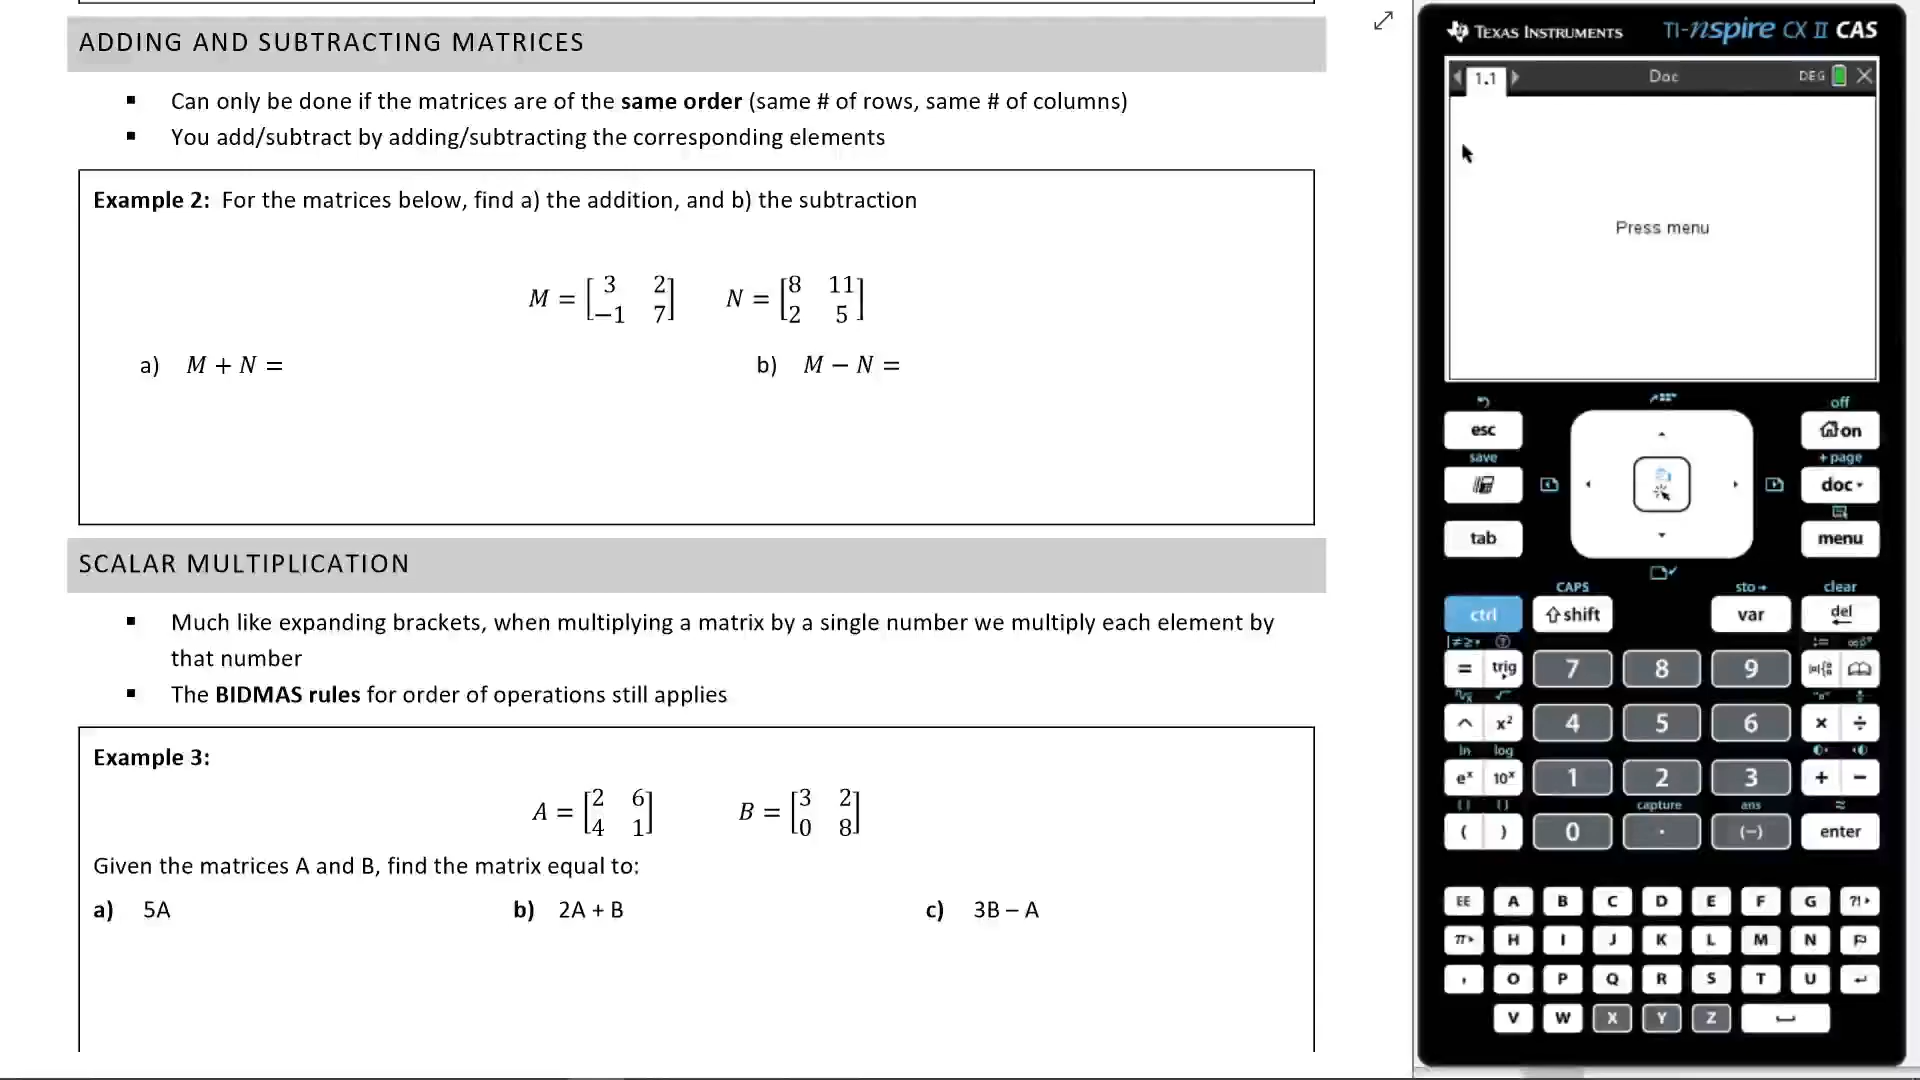 ADDING AND SUBTRACTING MATRICES
▪ Can only be done if the matrices are of the same order (same # of rows, same # of columns)
▪ You add/subtract by adding/subtracting the corresponding elements
Example 2: For the matrices below, find a) the addition, and b) the subtraction
M = [3 2; −1 7] N = [8 11; 2 5]
a) M + N =
b) M − N =
SCALAR MULTIPLICATION
▪ Much like expanding brackets, when multiplying a matrix by a single number we multiply each element by
that number
▪ The BIDMAS rules for order of operations still applies
Example 3:
A = [2 6; 4 1] B = [3 2; 0 8]
Given the matrices A and B, find the matrix equal to:
a) 5A
b) 2A + B
c) 3B – A
TEXAS INSTRUMENTS TI-nspire CX II CAS
1.1 Doc DEG
Press menu
off
esc on
save + page
doc
tab menu
CAPS sto→ clear
ctrl shift var del
|≠≥▸ :=
= trig 7 8 9
^ x² 4 5 6 × ÷
ln log
eˣ 10ˣ 1 2 3 + −
capture ans ≈
( ) 0 . (−) enter
EE A B C D E F G ?!▸
π▸ H I J K L M N
, O P Q R S T U
V W X Y Z